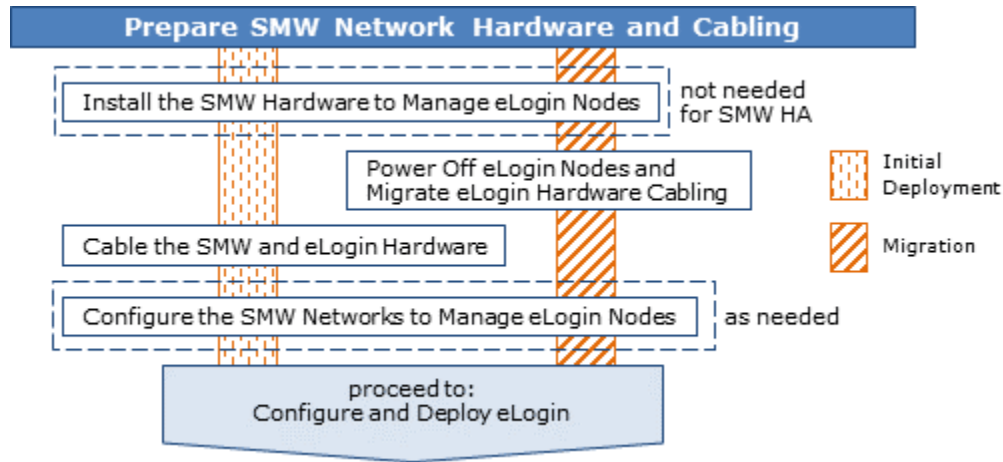 Prepare SMW Network Hardware and Cabling
Install the SMW Hardware to Manage eLogin Nodes
not needed
for SMW HA
Power Off eLogin Nodes and
Migrate eLogin Hardware Cabling
Initial
Deployment
Cable the SMW and eLogin Hardware
Migration
Configure the SMW Networks to Manage eLogin Nodes
as needed
proceed to:
Configure and Deploy eLogin